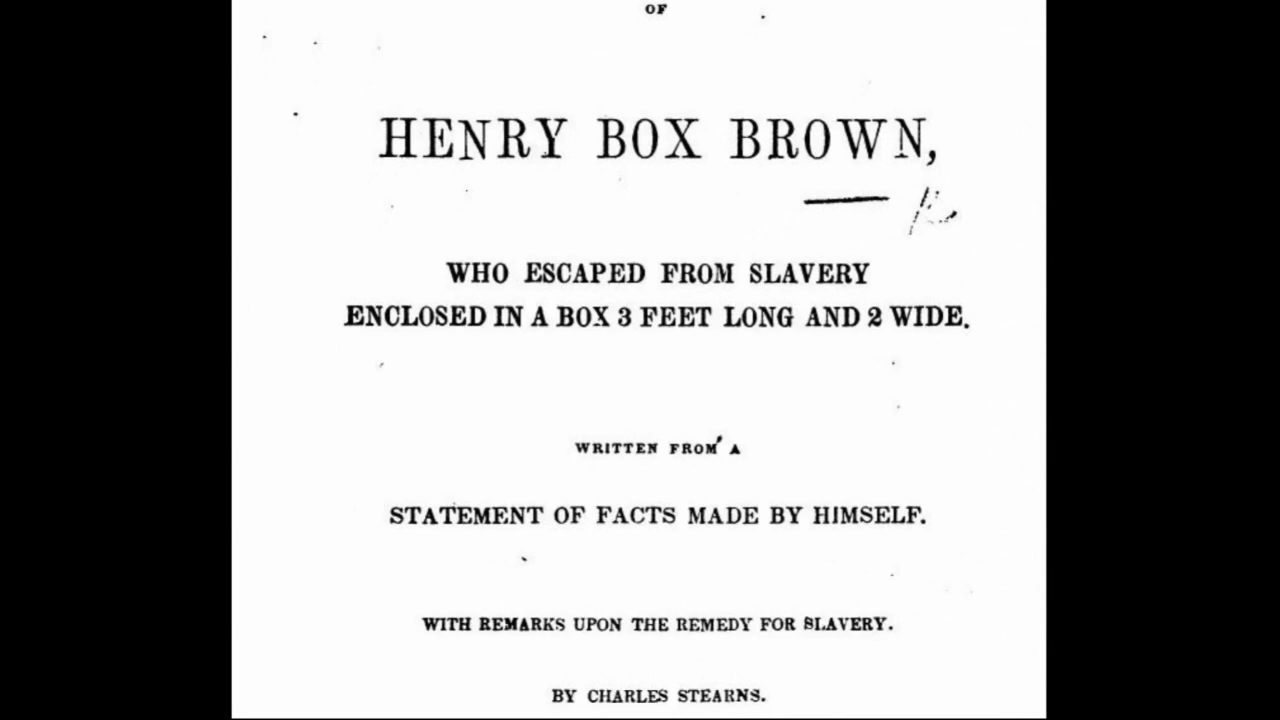 OF
HENRY BOX BROWN,
WHO ESCAPED FROM SLAVERY
ENCLOSED IN A BOX 3 FEET LONG AND 2 WIDE.
WRITTEN FROM A
STATEMENT OF FACTS MADE BY HIMSELF.
WITH REMARKS UPON THE REMEDY FOR SLAVERY.
BY CHARLES STEARNS.